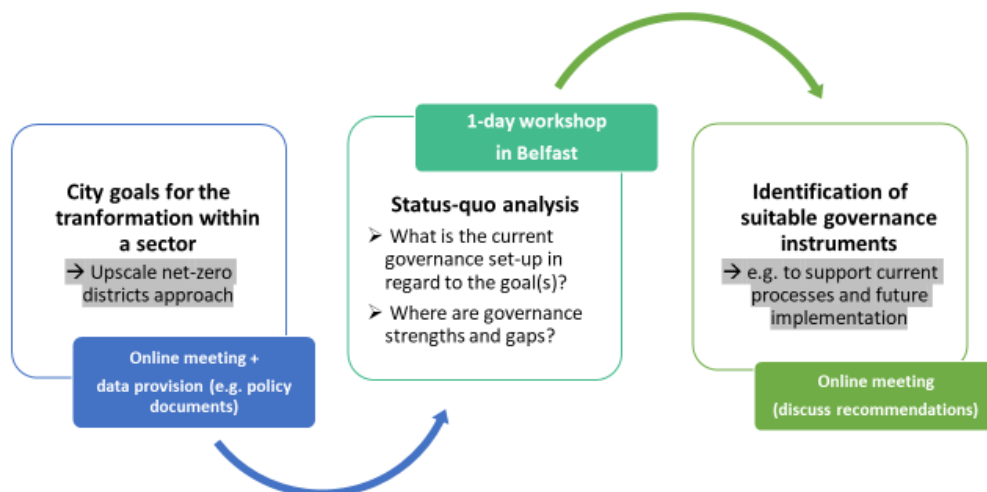 City goals for the
tranformation within
a sector
→ Upscale net-zero
districts approach
Online meeting +
data provision (e.g. policy
documents)
1-day workshop
in Belfast
Status-quo analysis
➢ What is the current
governance set-up in
regard to the goal(s)?
➢ Where are governance
strengths and gaps?
Identification of
suitable governance
instruments
→ e.g. to support current
processes and future
implementation
Online meeting
(discuss recommendations)